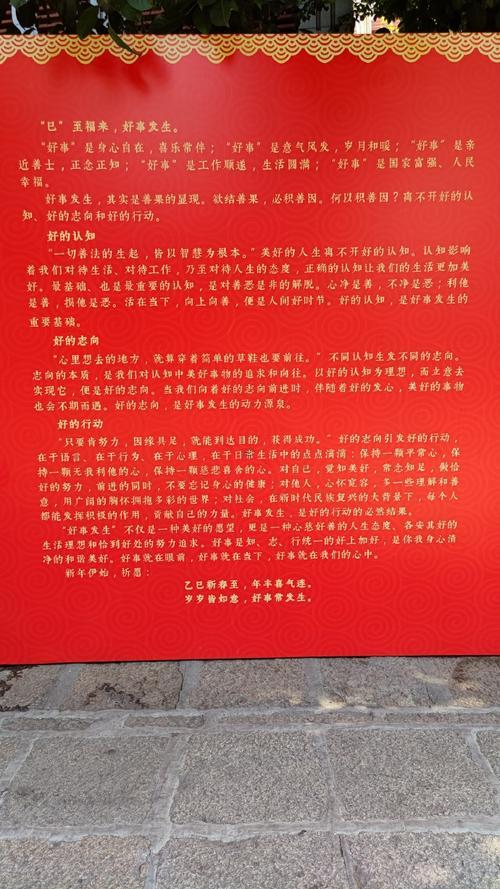 “巳”至福来，好事发生。
“好事”是身心自在，喜乐常伴；“好事”是意气风发，岁月和暖；“好事”是亲
近善士，正念正知；“好事”是工作顺遂，生活圆满；“好事”是国家富强、人民
幸福。
好事发生，其实是善果的显现。欲结善果，必积善因。何以积善因？离不开好的认
知、好的志向和好的行动。
好的认知
“一切善法的生起，皆以智慧为根本。”美好的人生离不开好的认知。认知影响
着我们对待生活、对待工作，乃至对待人生的态度，正确的认知让我们的生活更加美
好。最基础、也是最重要的认知，是对善恶是非的解脱。心净是善，不净是恶；利他
是善，损他是恶。活在当下，向上向善，便是人间好时节。好的认知，是好事发生的
重要基础。
好的志向
“心里想去的地方，就算穿着简单的草鞋也要前往。”不同认知生发不同的志向。
志向的本质，是我们对认知中美好事物的追求和向往。以好的认知为理想，而立意去
实现它，便是好的志向。当我们向着好的志向前进时，伴随着好的发心，美好的事物
也会不期而遇。好的志向，是好事发生的动力源泉。
好的行动
“只要肯努力，因缘具足，就能到达目的，获得成功。”好的志向引发好的行动，
在于语言、在于行为、在于心理，在于日常生活中的点点滴滴：保持一颗平常心，保
持一颗无我利他的心，保持一颗慈悲喜舍的心。对自己，觉知美好，常念知足，做恰
好的努力，前进的同时，不要忘记身心的健康；对他人，心怀宽容，多一些理解和善
意，用广阔的胸怀拥抱多彩的世界；对社会，在新时代民族复兴的大背景下，每个人
都能发挥积极的作用，贡献自己的力量。好事发生，是好的行动的必然结果。
“好事发生”不仅是一种美好的愿望，更是一种心慈好善的人生态度、各安其好的
生活理想和恰到好处的努力追求。好事是知、志、行统一的好上加好，是你我身心清
净的和谐美好。好事就在眼前，好事就在当下，好事就在我们的心中。
新年伊始，祈愿：
乙巳新春至，年丰喜气连。
岁岁皆如意，好事常发生。